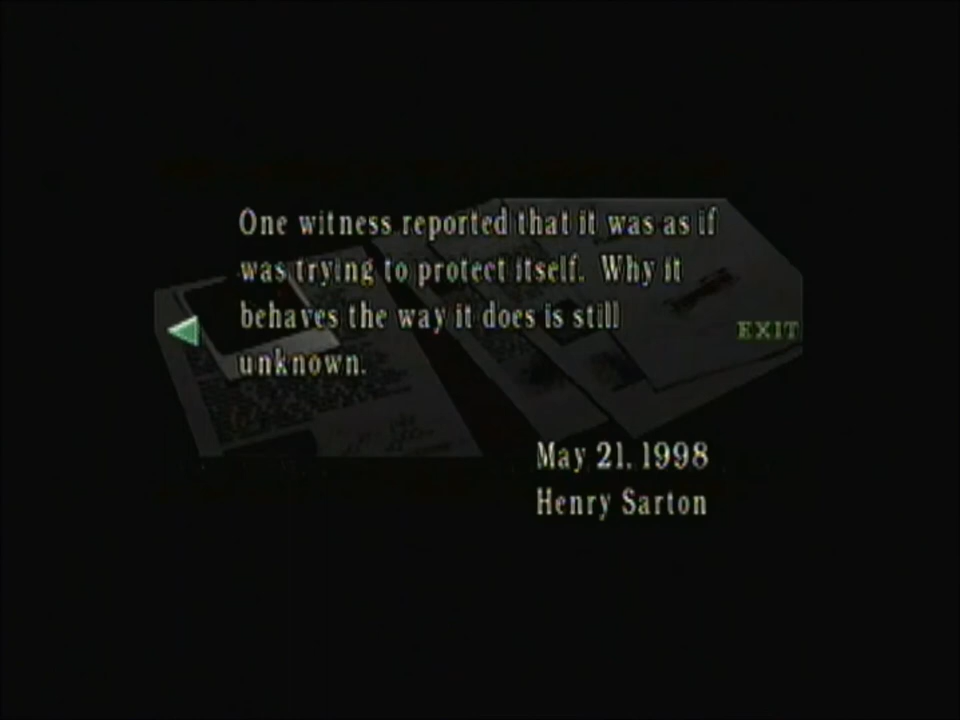 One witness reported that it was as if
was trying to protect itself. Why it
behaves the way it does is still
unknown.
EXIT
May 21. 1998
Henry Sarton